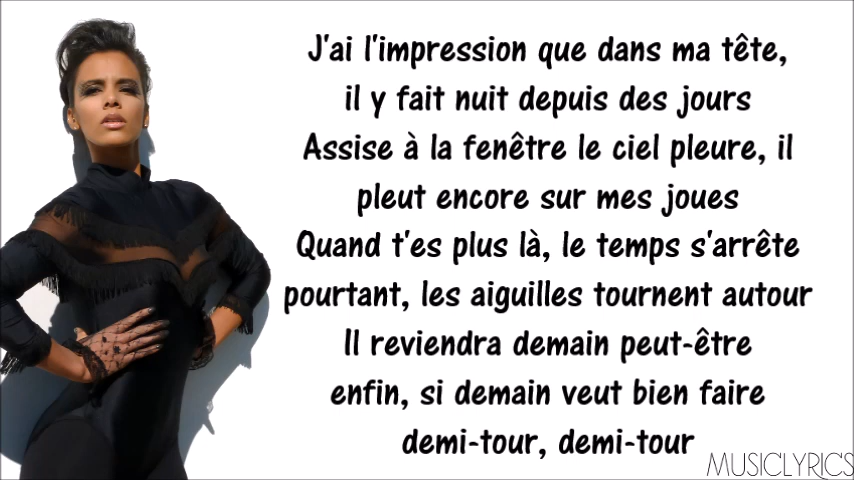 J'ai l'impression que dans ma tête,
il y fait nuit depuis des jours
Assise à la fenêtre le ciel pleure, il
pleut encore sur mes joues
Quand t'es plus là, le temps s'arrête
pourtant, les aiguilles tournent autour
Il reviendra demain peut-être
enfin, si demain veut bien faire
demi-tour, demi-tour
MUSICLYRICS